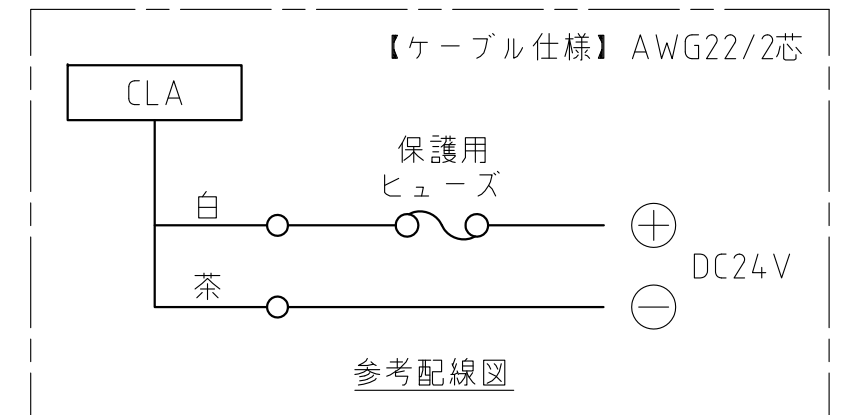 【ケーブル仕様】 AWG22/2芯
CLA
保護用
ヒューズ
白
茶
DC24V
参考配線図